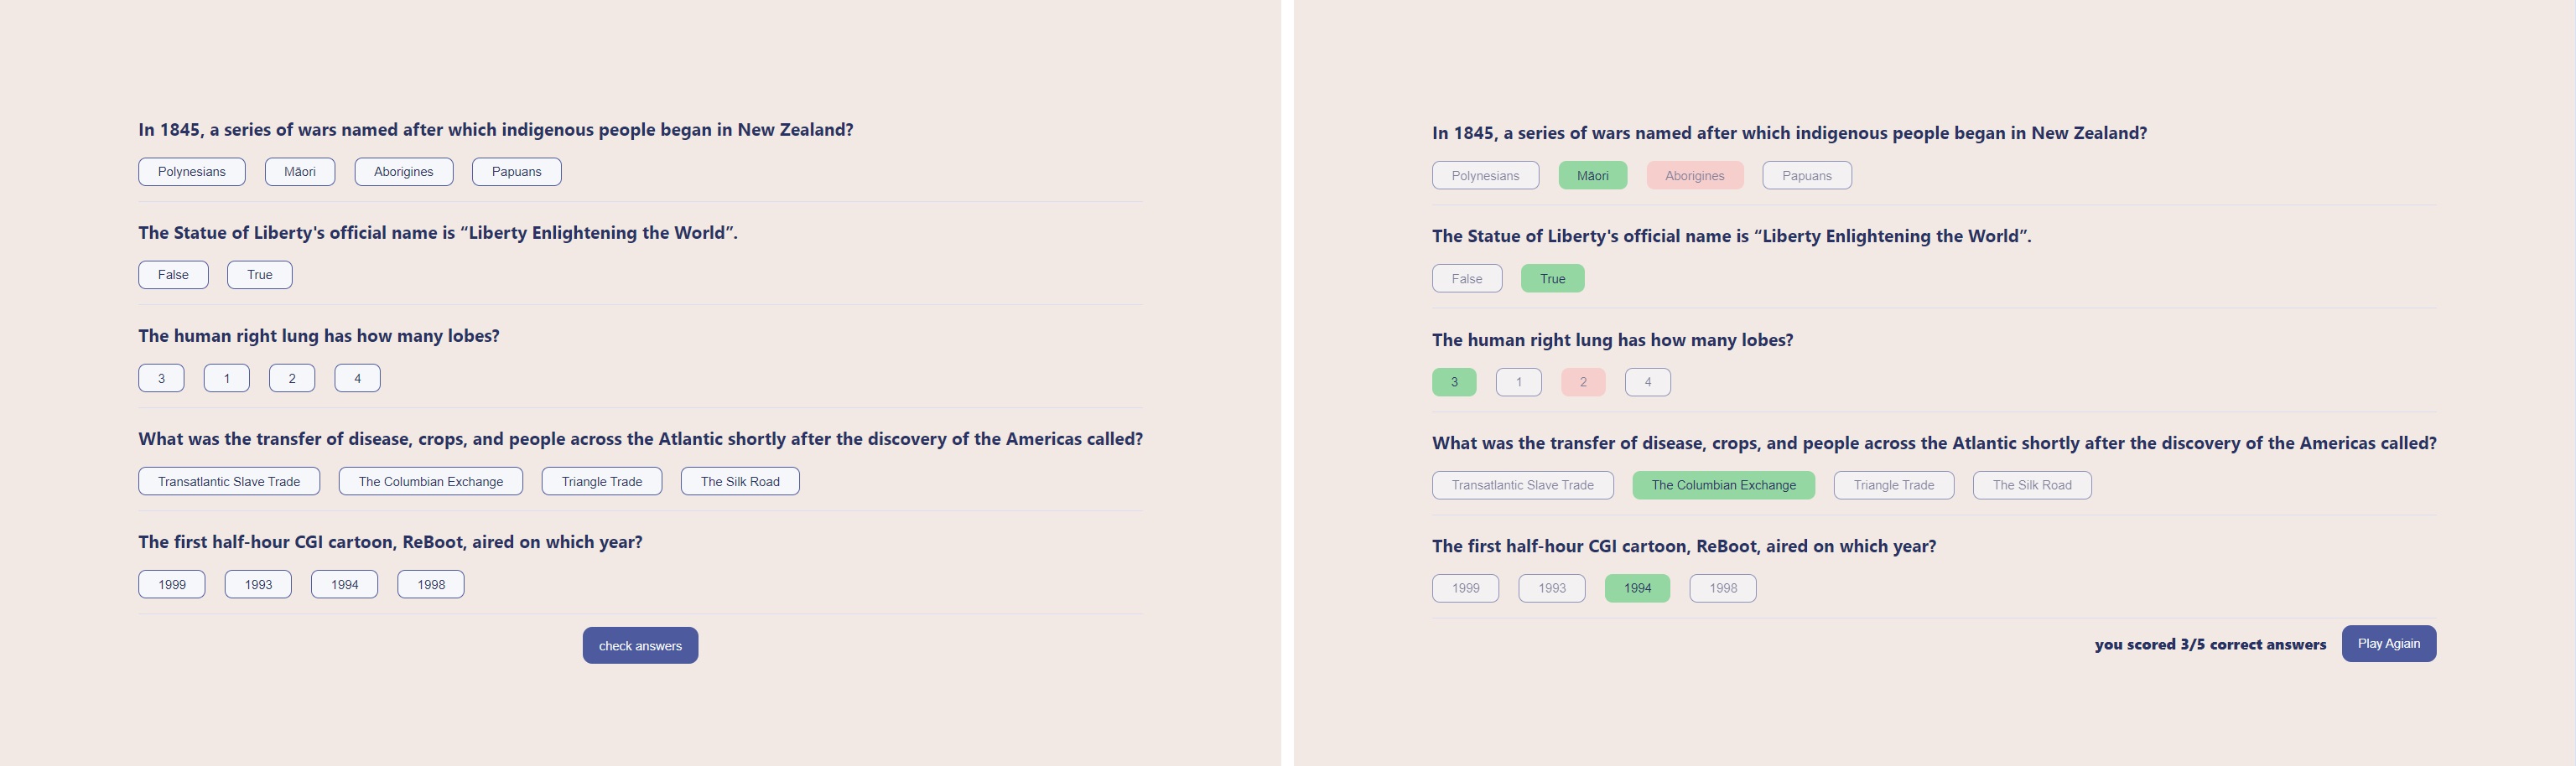 In 1845, a series of wars named after which indigenous people began in New Zealand?
Polynesians Māori Aborigines Papuans
The Statue of Liberty's official name is “Liberty Enlightening the World”.
False True
The human right lung has how many lobes?
3 1 2 4
What was the transfer of disease, crops, and people across the Atlantic shortly after the discovery of the Americas called?
Transatlantic Slave Trade The Columbian Exchange Triangle Trade The Silk Road
The first half-hour CGI cartoon, ReBoot, aired on which year?
1999 1993 1994 1998
check answers
In 1845, a series of wars named after which indigenous people began in New Zealand?
Polynesians Māori Aborigines Papuans
The Statue of Liberty's official name is “Liberty Enlightening the World”.
False True
The human right lung has how many lobes?
3 1 2 4
What was the transfer of disease, crops, and people across the Atlantic shortly after the discovery of the Americas called?
Transatlantic Slave Trade The Columbian Exchange Triangle Trade The Silk Road
The first half-hour CGI cartoon, ReBoot, aired on which year?
1999 1993 1994 1998
you scored 3/5 correct answers Play Agiain